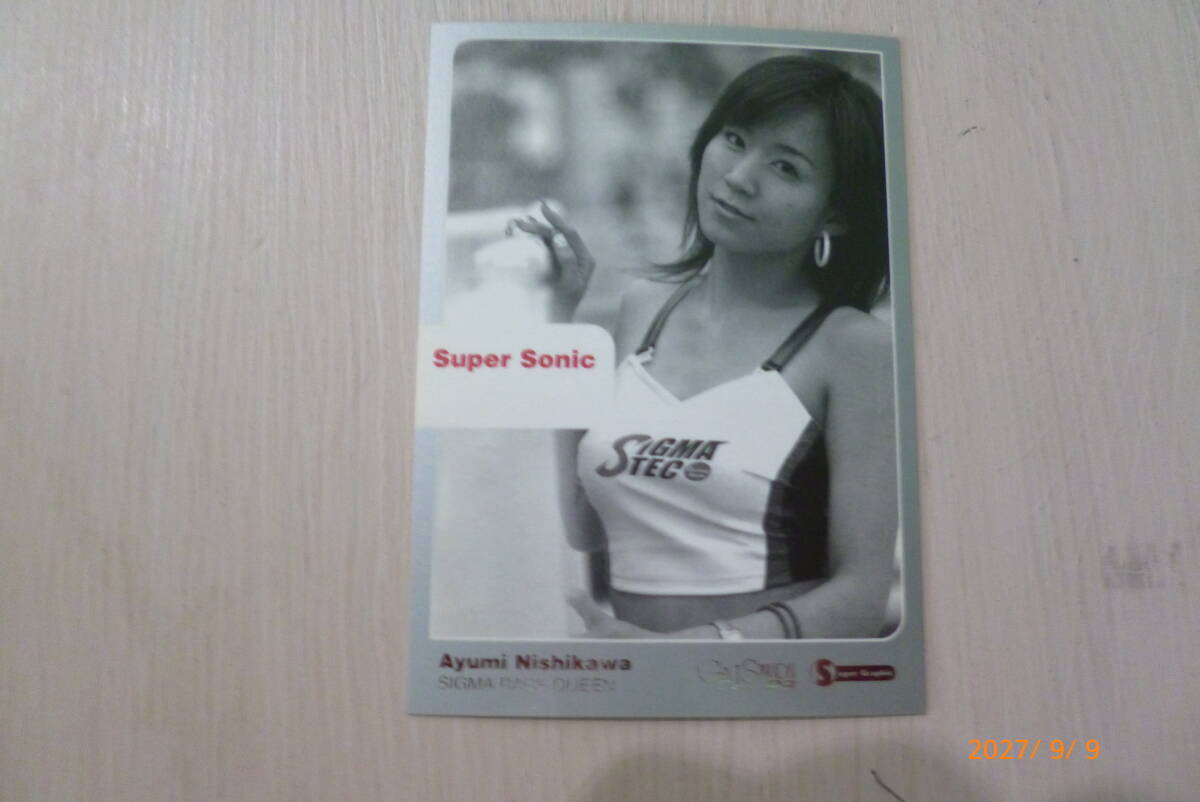 Super Sonic
SIGMA
TEC
Ayumi Nishikawa
SIGMA RACE QUEEN
2027/ 9/ 9